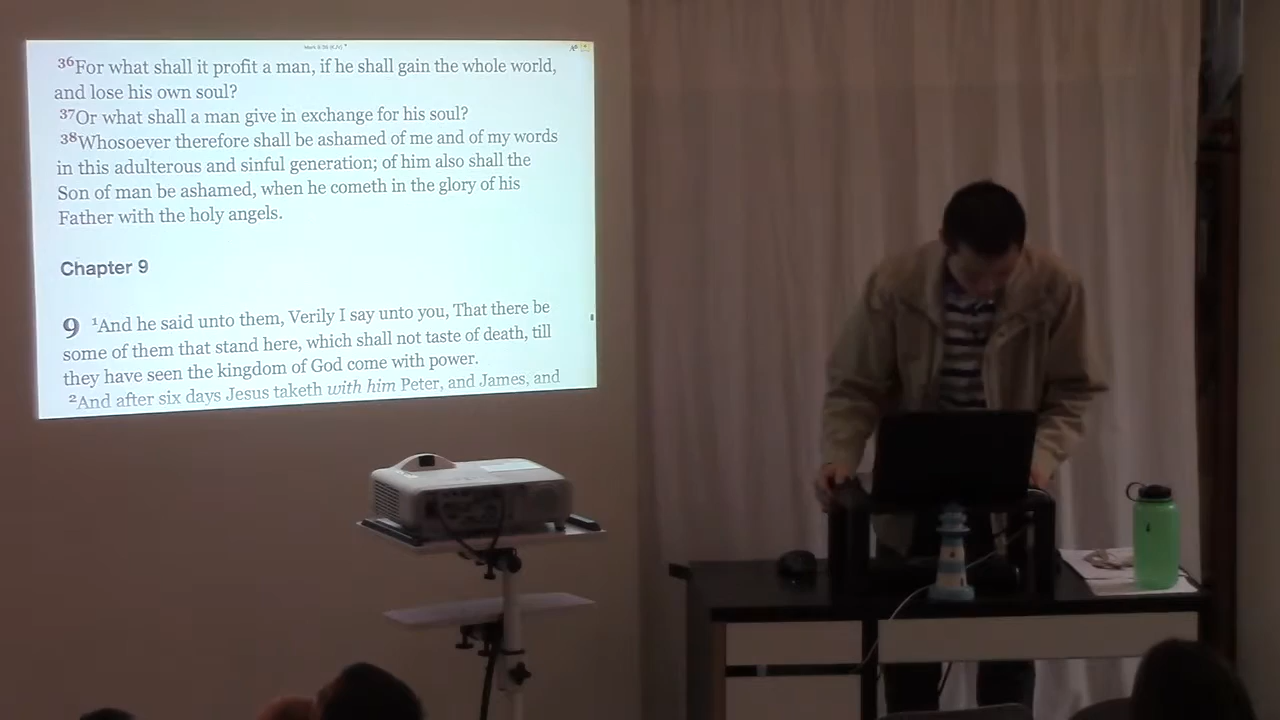 Mark 8:36 (KJV)
36For what shall it profit a man, if he shall gain the whole world,
and lose his own soul?
37Or what shall a man give in exchange for his soul?
38Whosoever therefore shall be ashamed of me and of my words
in this adulterous and sinful generation; of him also shall the
Son of man be ashamed, when he cometh in the glory of his
Father with the holy angels.
Chapter 9
9 1And he said unto them, Verily I say unto you, That there be
some of them that stand here, which shall not taste of death, till
they have seen the kingdom of God come with power.
2And after six days Jesus taketh with him Peter, and James, and